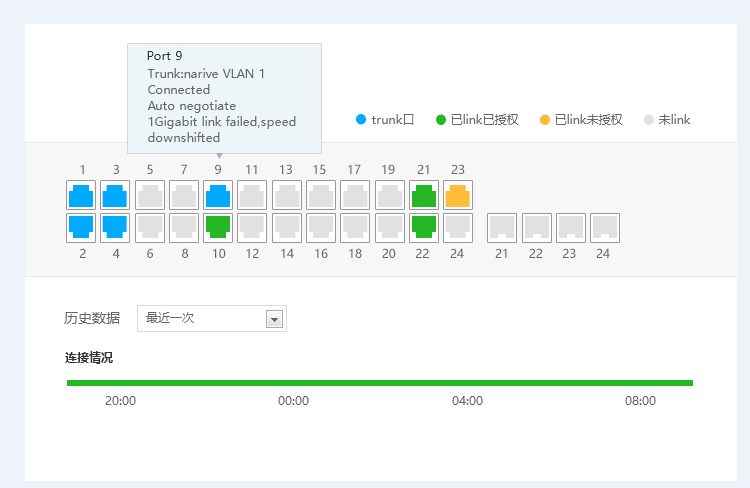 Port 9
Trunk:narive VLAN 1
Connected
Auto negotiate
1Gigabit link failed,speed
downshifted
trunk口 已link已授权 已link未授权 未link
1 3 5 7 9 11 13 15 17 19 21 23
2 4 6 8 10 12 14 16 18 20 22 24 21 22 23 24
历史数据 最近一次
连接情况
20:00 00:00 04:00 08:00